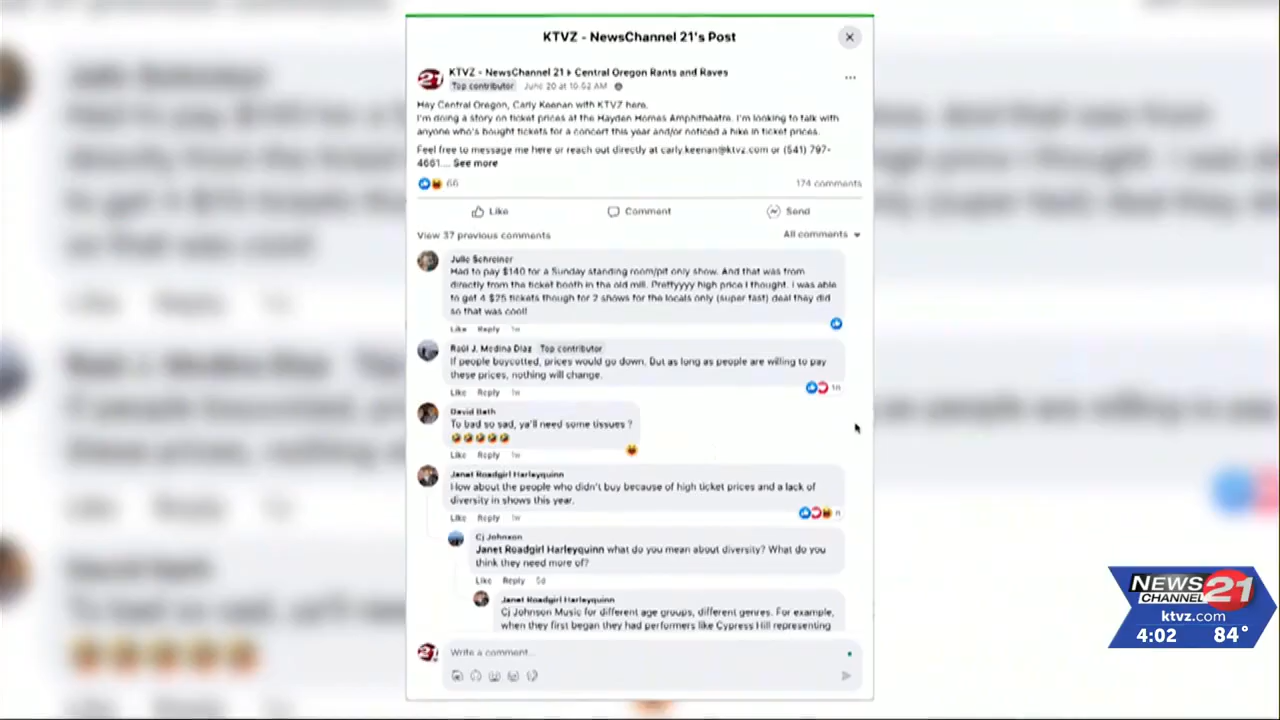 KTVZ - NewsChannel 21's Post
KTVZ - NewsChannel 21 ▸ Central Oregon Rants and Raves
Top contributor June 20 at 10:52 AM
Hey Central Oregon, Carly Keenan with KTVZ here.
I'm doing a story on ticket prices at the Hayden Homes Amphitheatre. I'm looking to talk with
anyone who's bought tickets for a concert this year and/or noticed a hike in ticket prices.
Feel free to message me here or reach out directly at carly.keenan@ktvz.com or (541) 797-
4661... See more
66
174 comments
Like Comment Send
View 37 previous comments
All comments
Julie Schreiner
Had to pay $140 for a Sunday standing room/pit only show. And that was from
directly from the ticket booth in the old mill. Prettyyyy high price I thought. I was able
to get 4 $25 tickets though for 2 shows for the locals only (super fast) deal they did
so that was cool!
Like Reply 1w
Raúl J. Medina Diaz Top contributor
If people boycotted, prices would go down. But as long as people are willing to pay
these prices, nothing will change.
Like Reply 1w
David Bath
To bad so sad, ya'll need some tissues ?
🤣🤣🤣🤣🤣
Like Reply 1w
Janet Roadgirl Harleyquinn
How about the people who didn't buy because of high ticket prices and a lack of
diversity in shows this year.
Like Reply 1w
Cj Johnson
Janet Roadgirl Harleyquinn what do you mean about diversity? What do you
think they need more of?
Like Reply
Janet Roadgirl Harleyquinn
Cj Johnson Music for different age groups, different genres. For example,
when they first began they had performers like Cypress Hill representing
Write a comment...
21
NEWS
CHANNEL 21
ktvz.com
4:02 84°